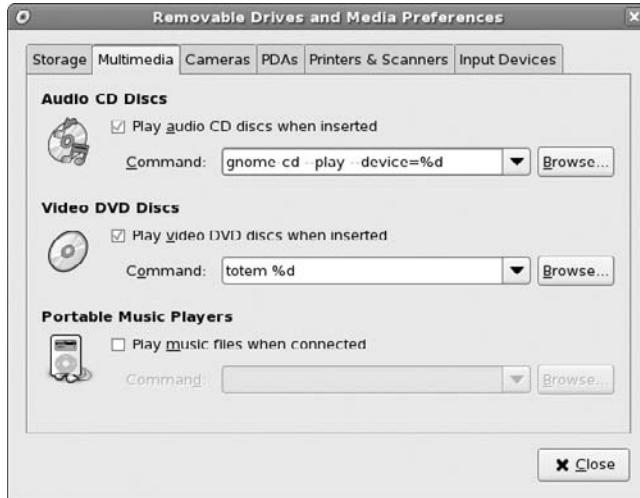 Removable Drives and Media Preferences
Storage Multimedia Cameras PDAs Printers & Scanners Input Devices
Audio CD Discs
Play audio CD discs when inserted
Command: gnome-cd --play --device=%d Browse...
Video DVD Discs
Play video DVD discs when inserted
Command: totem %d Browse...
Portable Music Players
Play music files when connected
Command: Browse...
Close